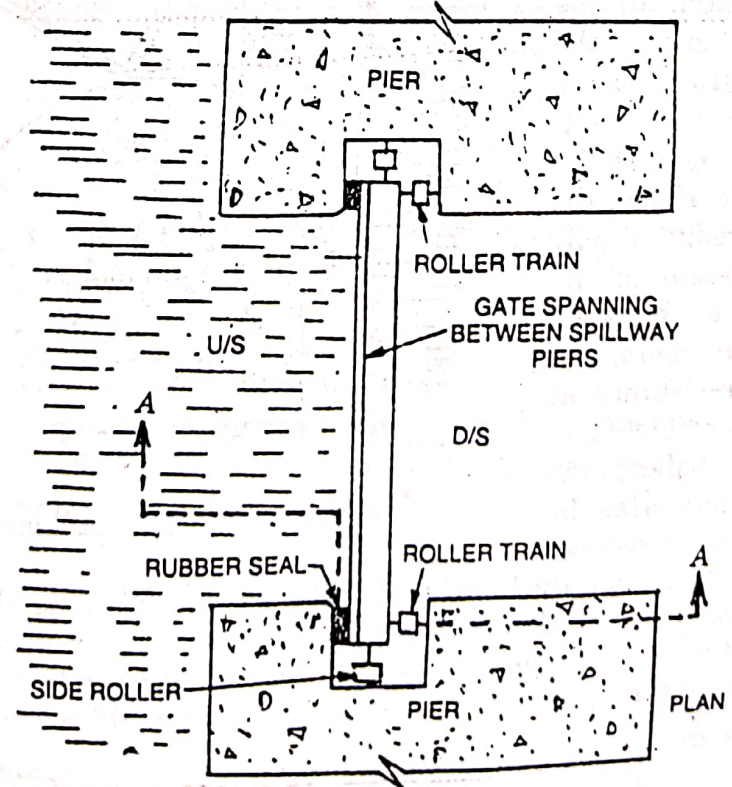 PIER
ROLLER TRAIN
GATE SPANNING
BETWEEN SPILLWAY
PIERS
U/S
A
D/S
ROLLER TRAIN
A
RUBBER SEAL
SIDE ROLLER
D
PIER
PLAN